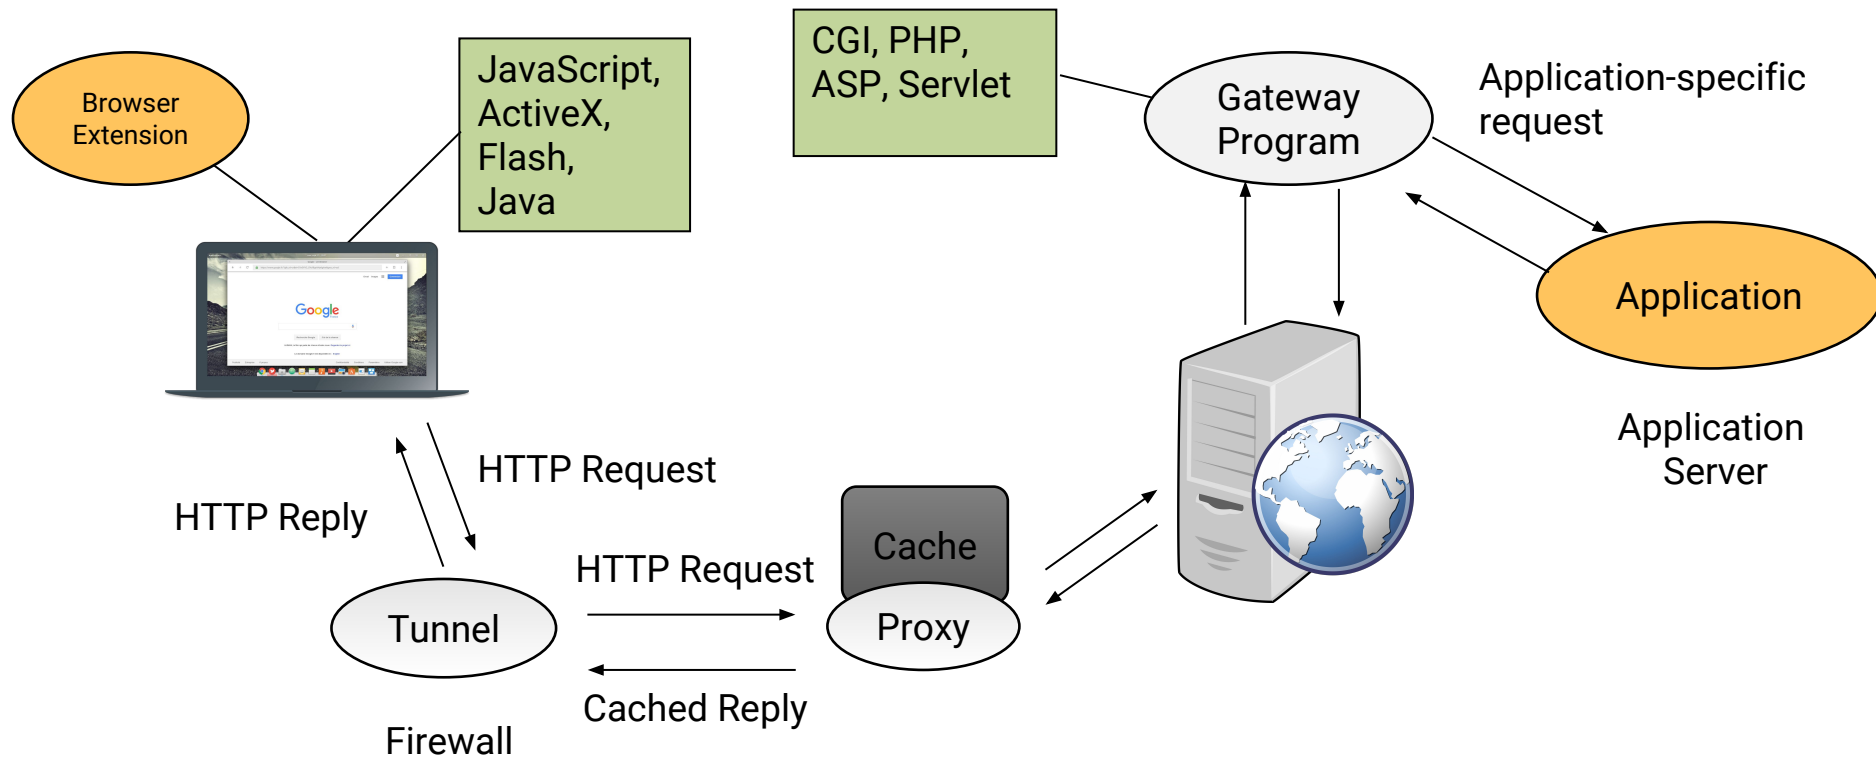 Browser
Extension
JavaScript,
ActiveX,
Flash,
Java
CGI, PHP,
ASP, Servlet
Gateway
Program
Application-specific
request
Application
Application
Server
Google
HTTP Request
HTTP Reply
HTTP Request
Cache
Proxy
Tunnel
Cached Reply
Firewall